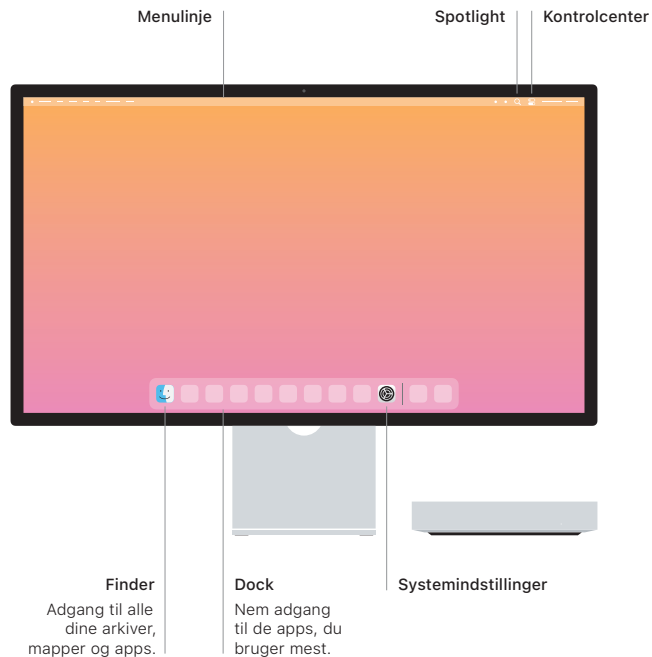 Menulinje
Spotlight
Kontrolcenter
Finder
Adgang til alle
dine arkiver,
mapper og apps.
Dock
Nem adgang
til de apps, du
bruger mest.
Systemindstillinger